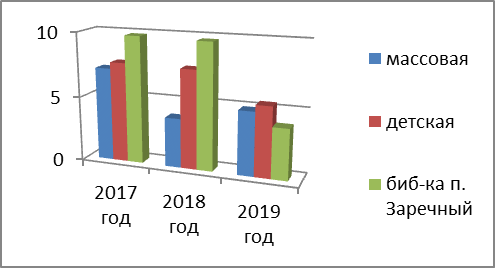 10
5
0
2017
год
2018
год
2019
год
массовая
детская
биб-ка п.
Заречный